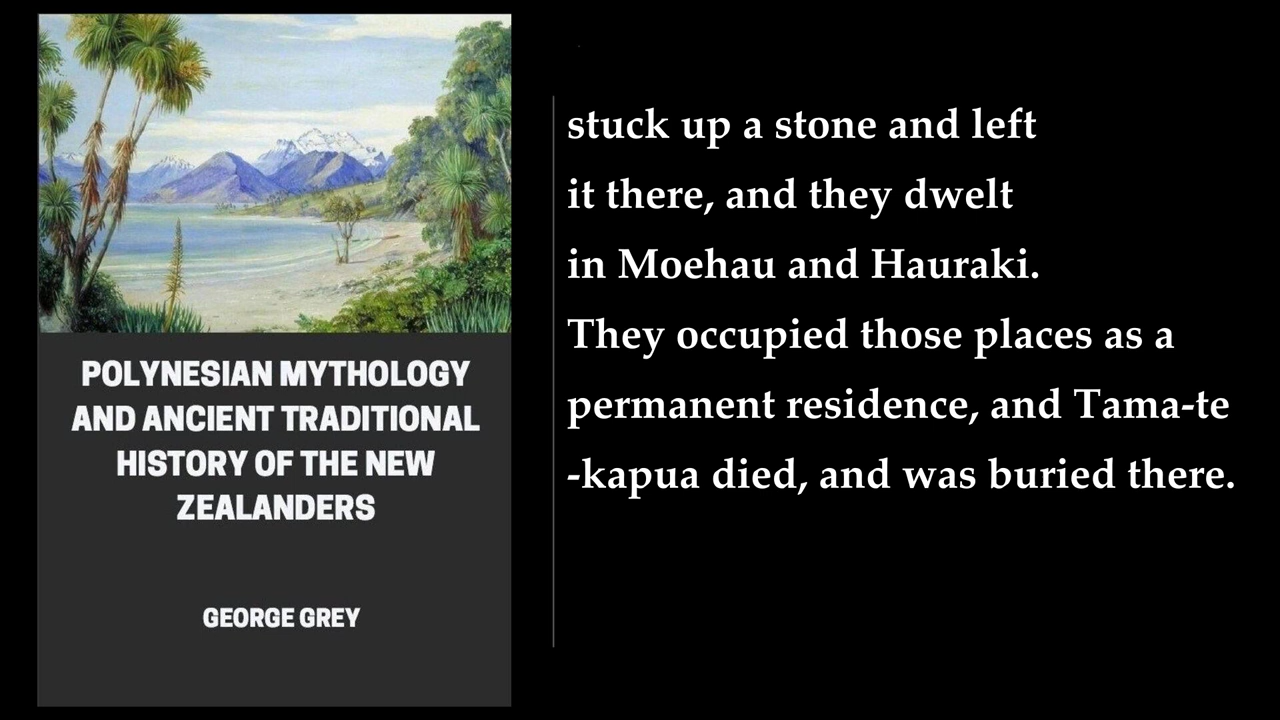 POLYNESIAN MYTHOLOGY
AND ANCIENT TRADITIONAL
HISTORY OF THE NEW
ZEALANDERS
GEORGE GREY
stuck up a stone and left
it there, and they dwelt
in Moehau and Hauraki.
They occupied those places as a
permanent residence, and Tama-te
-kapua died, and was buried there.